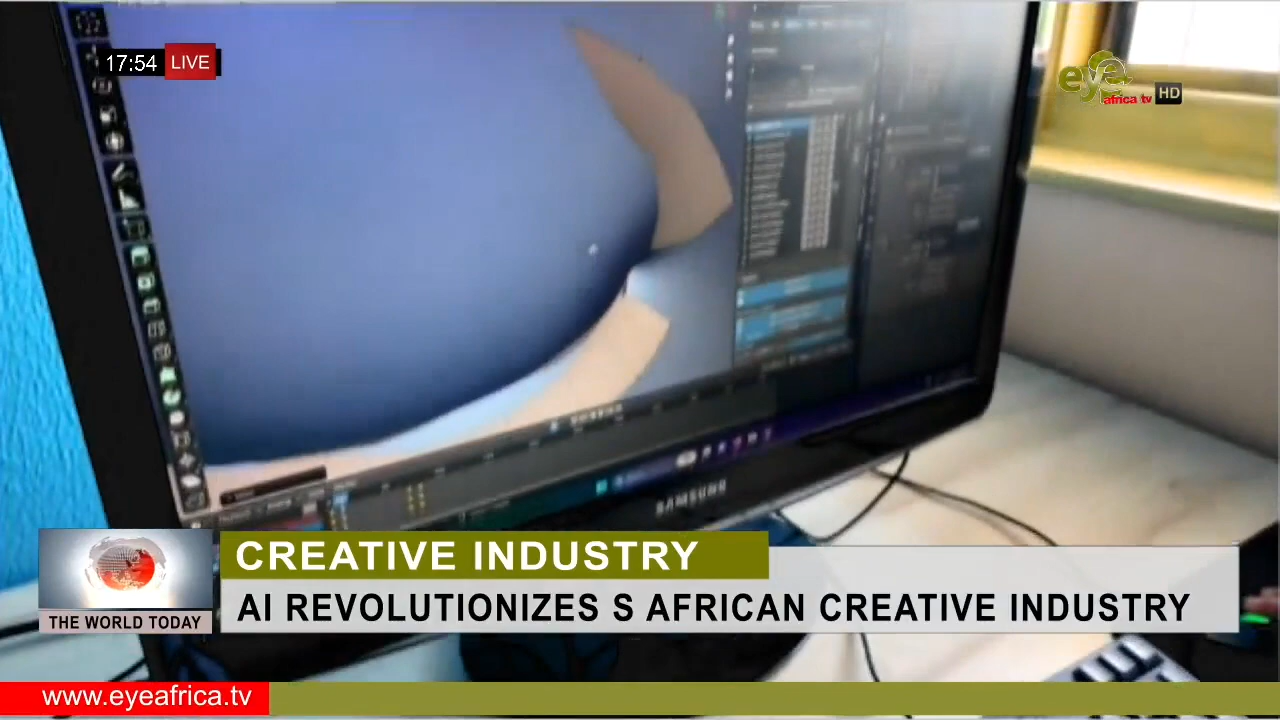 17:54 LIVE
eye
africa tv HD
SAMSUNG
CREATIVE INDUSTRY
AI REVOLUTIONIZES S AFRICAN CREATIVE INDUSTRY
THE WORLD TODAY
www.eyeafrica.tv